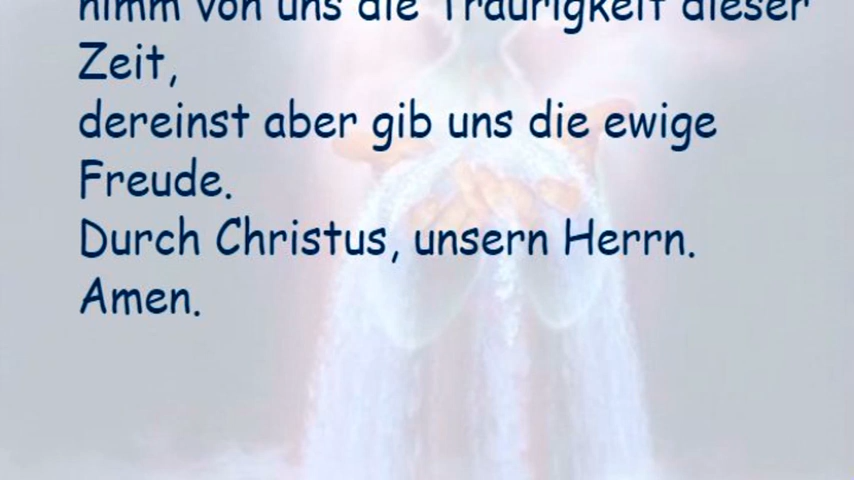 nimm von uns die Traurigkeit dieser
Zeit,
dereinst aber gib uns die ewige
Freude.
Durch Christus, unsern Herrn.
Amen.